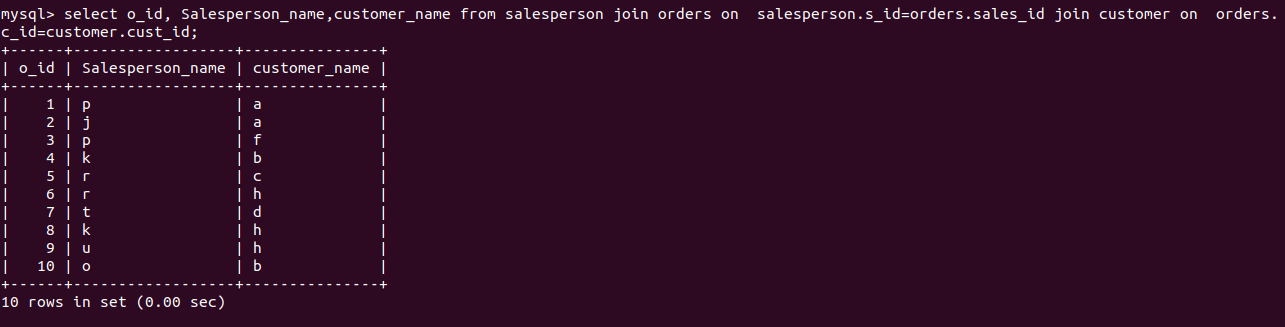 mysql> select o_id, Salesperson_name,customer_name from salesperson join orders on  salesperson.s_id=orders.sales_id join customer on  orders.
c_id=customer.cust_id;
+------+------------------+---------------+
| o_id | Salesperson_name | customer_name |
+------+------------------+---------------+
|    1 | p                | a             |
|    2 | j                | a             |
|    3 | p                | f             |
|    4 | k                | b             |
|    5 | r                | c             |
|    6 | r                | h             |
|    7 | t                | d             |
|    8 | k                | h             |
|    9 | u                | h             |
|   10 | o                | b             |
+------+------------------+---------------+
10 rows in set (0.00 sec)